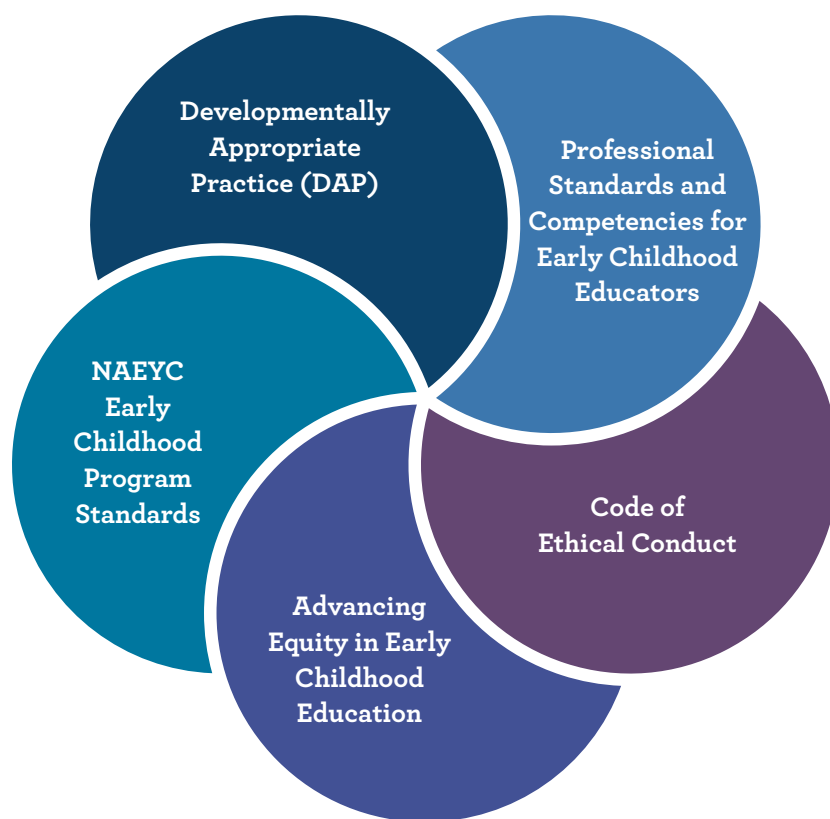 Developmentally
Appropriate
Practice (DAP)
Professional
Standards and
Competencies for
Early Childhood
Educators
NAEYC
Early
Childhood
Program
Standards
Code of
Ethical Conduct
Advancing
Equity in Early
Childhood
Education